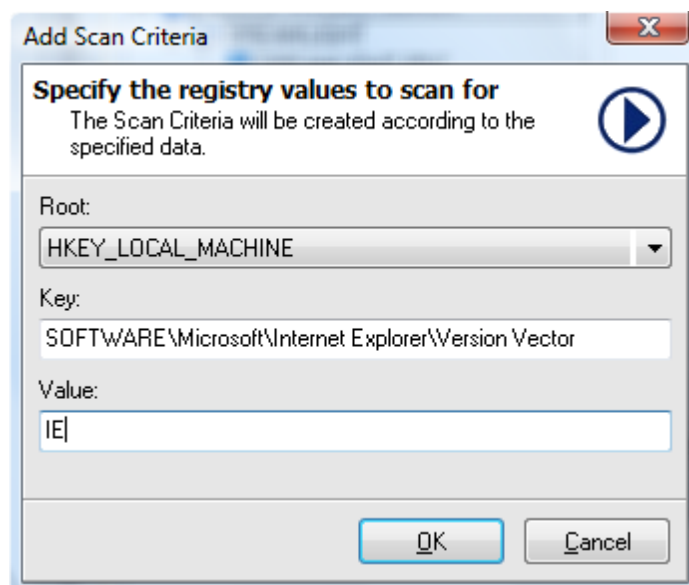 Add Scan Criteria
Specify the registry values to scan for
The Scan Criteria will be created according to the
specified data.
Root:
HKEY_LOCAL_MACHINE
Key:
SOFTWARE\Microsoft\Internet Explorer\Version Vector
Value:
IE
OK
Cancel